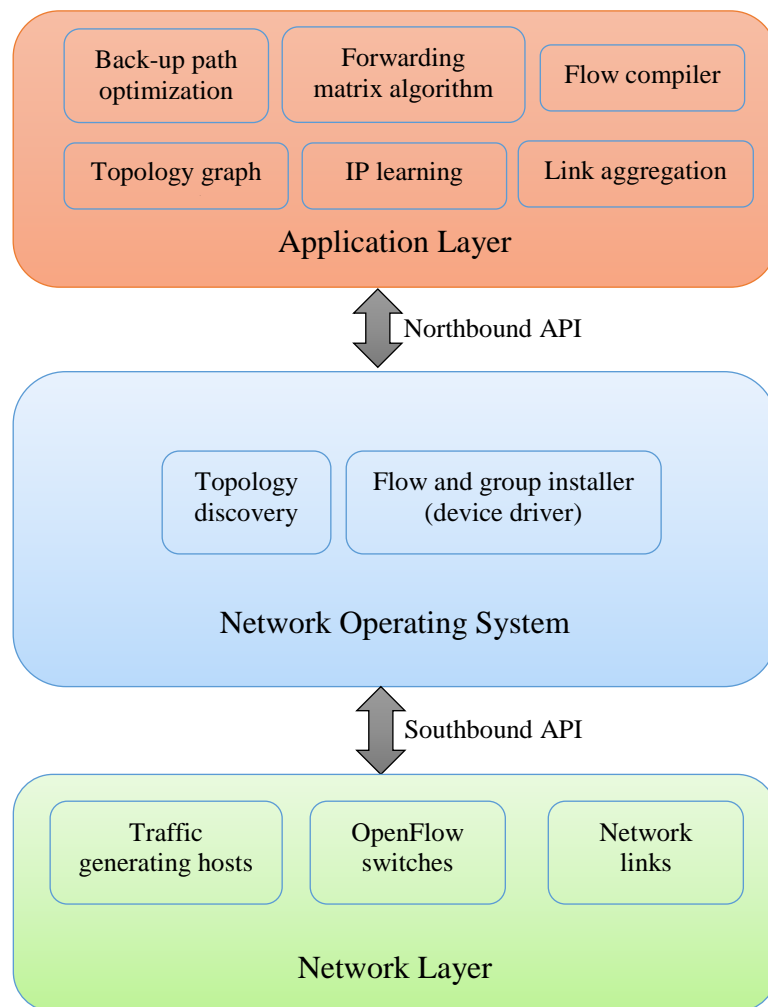 Back-up path
optimization
Forwarding
matrix algorithm
Flow compiler
Topology graph
IP learning
Link aggregation
Application Layer
Northbound API
Topology
discovery
Flow and group installer
(device driver)
Network Operating System
Southbound API
Traffic
generating hosts
OpenFlow
switches
Network
links
Network Layer